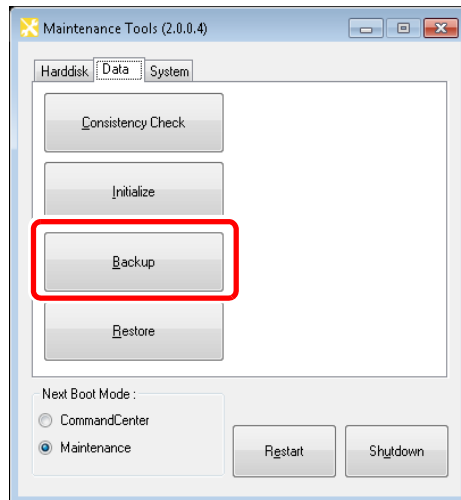 Maintenance Tools (2.0.0.4)
Harddisk Data System
Consistency Check
Initialize
Backup
Restore
Next Boot Mode :
CommandCenter
Maintenance
Restart Shutdown